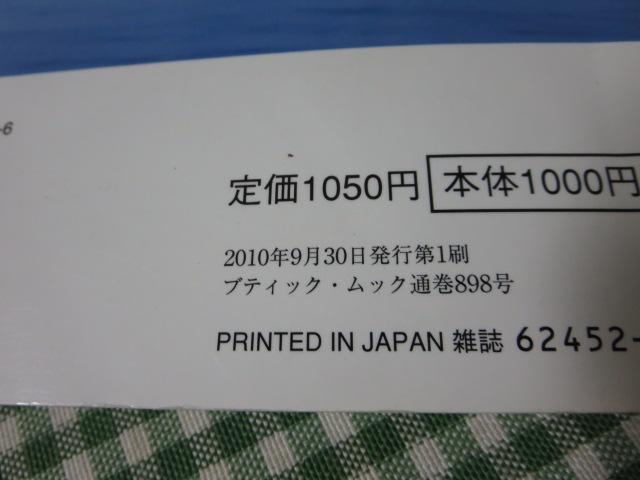 -6
定価1050円 本体1000円
2010年9月30日発行第1刷
ブティック・ムック通巻898号
PRINTED IN JAPAN 雑誌 62452-